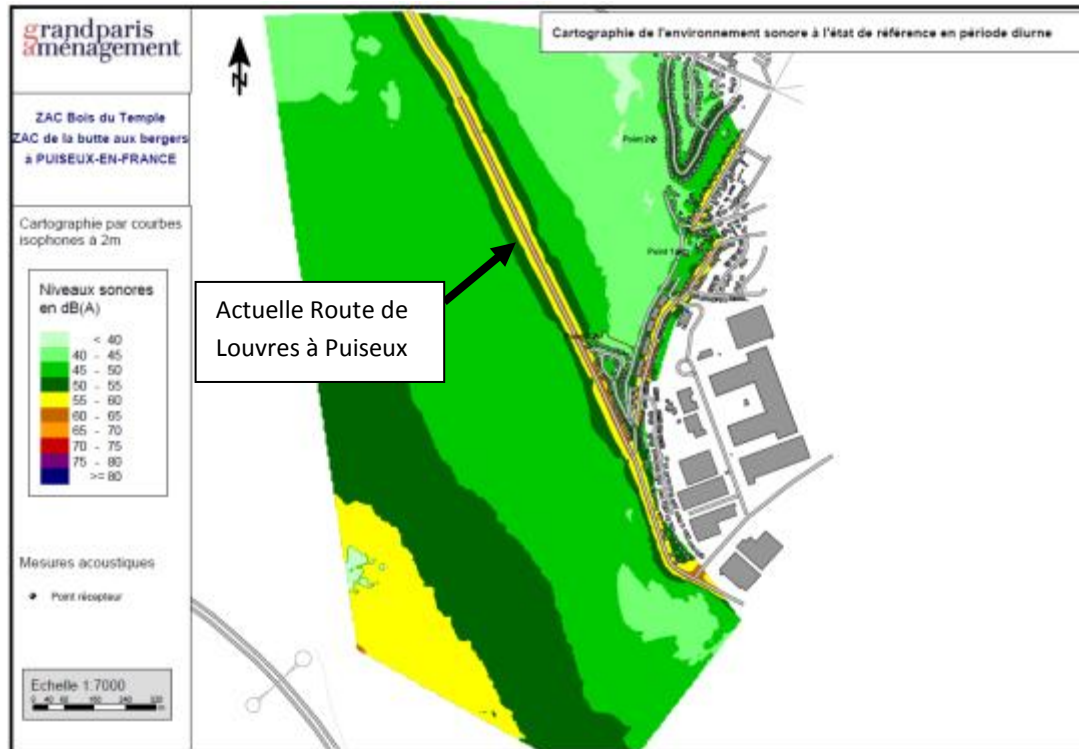 grandparis
aménagement
Cartographie de l'environnement sonore à l'état de référence en période diurne
ZAC Bois du Temple
ZAC de la butte aux bergers
à PUISEUX-EN-FRANCE
N
Cartographie par courbes
isophones à 2m
Niveaux sonores
en dB(A)
< 40
40 - 45
45 - 50
50 - 55
55 - 60
60 - 65
65 - 70
70 - 75
75 - 80
>= 80
Mesures acoustiques
Point récepteur
Echelle 1:7000
Actuelle Route de
Louvres à Puiseux
Point 2
Point 1